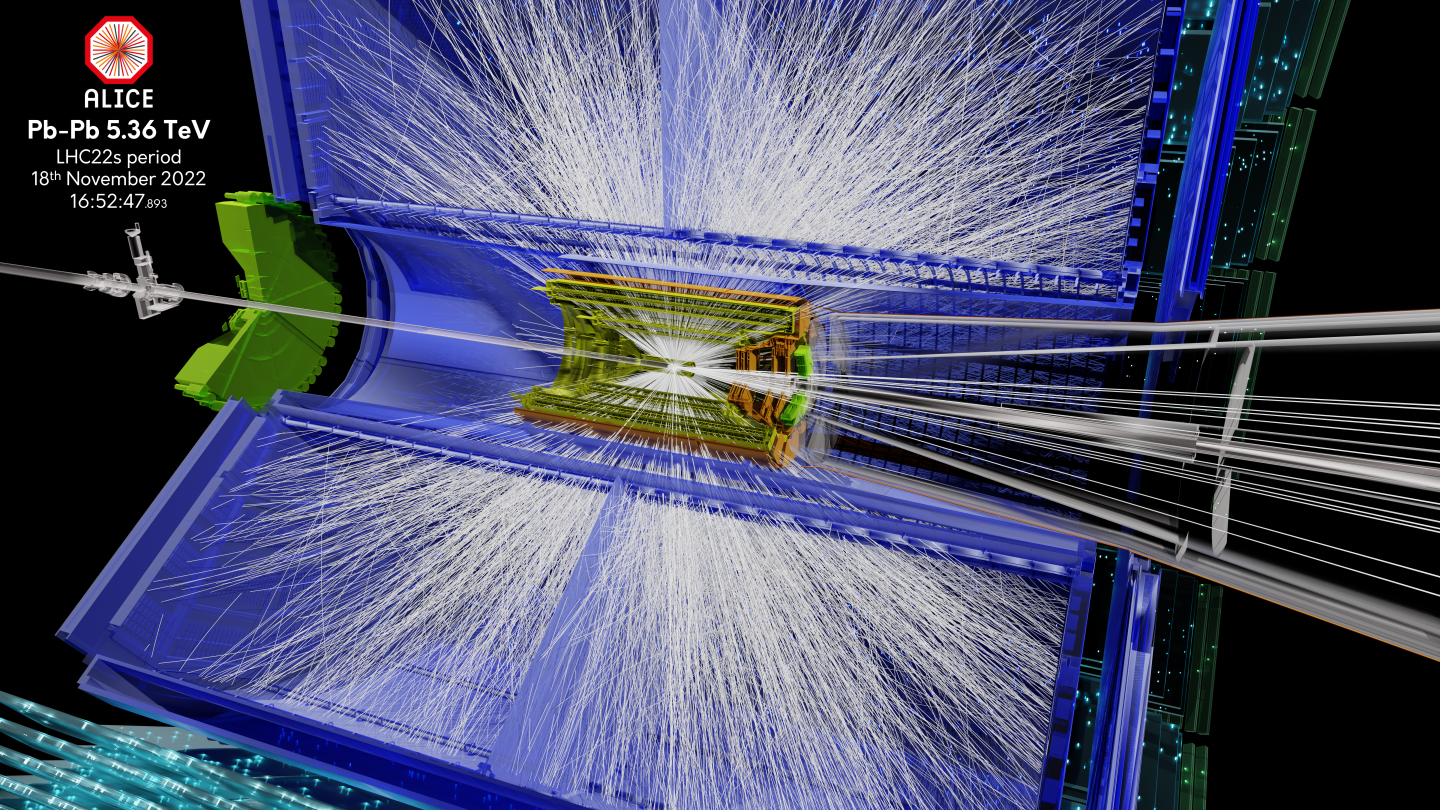 ALICE
Pb-Pb 5.36 TeV
LHC22s period
18th November 2022
16:52:47.893